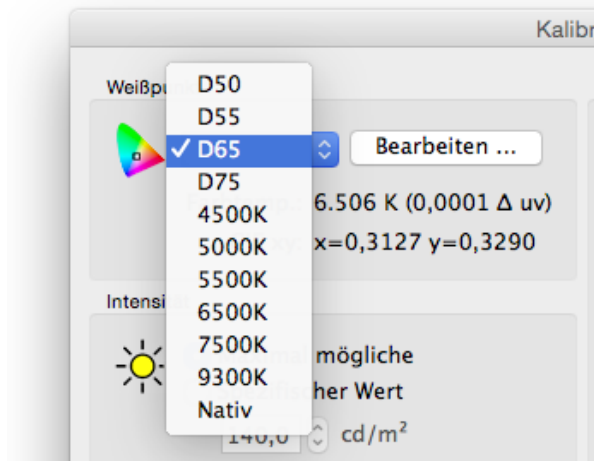 Kalibr
Weißpu
D50
D55
D65
Bearbeiten ...
D75
6.506 K (0,0001 Δ uv)
4500K
5000K
x=0,3127 y=0,3290
5500K
Intensi
6500K
7500K
mögliche
9300K
her Wert
Nativ
140,0
cd/m²